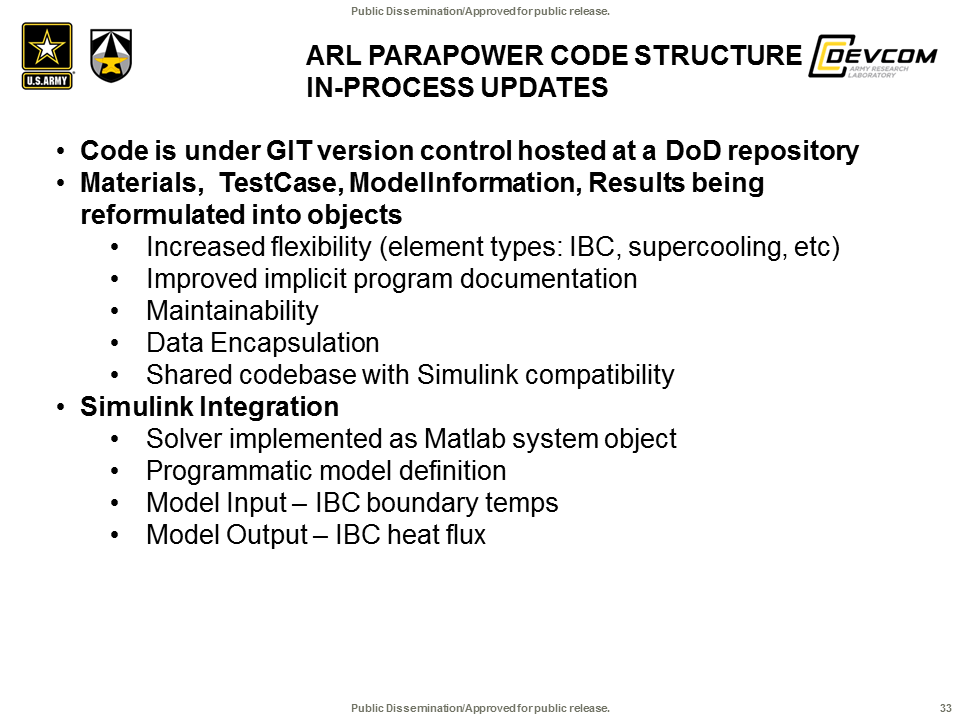 Public Dissemination/Approved for public release.
U.S.ARMY
ARL PARAPOWER CODE STRUCTURE
IN-PROCESS UPDATES
DEVCOM
ARMY RESEARCH
LABORATORY
• Code is under GIT version control hosted at a DoD repository
• Materials,  TestCase, ModelInformation, Results being
reformulated into objects
• Increased flexibility (element types: IBC, supercooling, etc)
• Improved implicit program documentation
• Maintainability
• Data Encapsulation
• Shared codebase with Simulink compatibility
• Simulink Integration
• Solver implemented as Matlab system object
• Programmatic model definition
• Model Input – IBC boundary temps
• Model Output – IBC heat flux
Public Dissemination/Approved for public release.
33